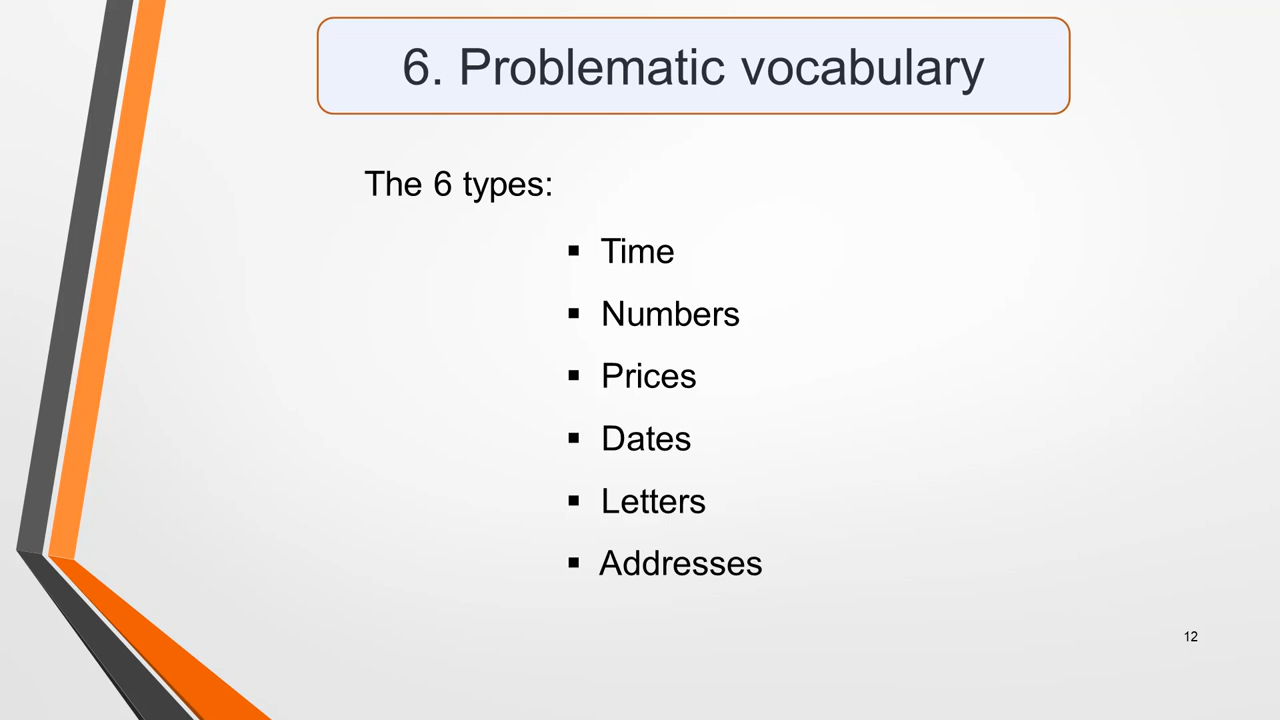 6. Problematic vocabulary
The 6 types:
▪ Time
▪ Numbers
▪ Prices
▪ Dates
▪ Letters
▪ Addresses
12